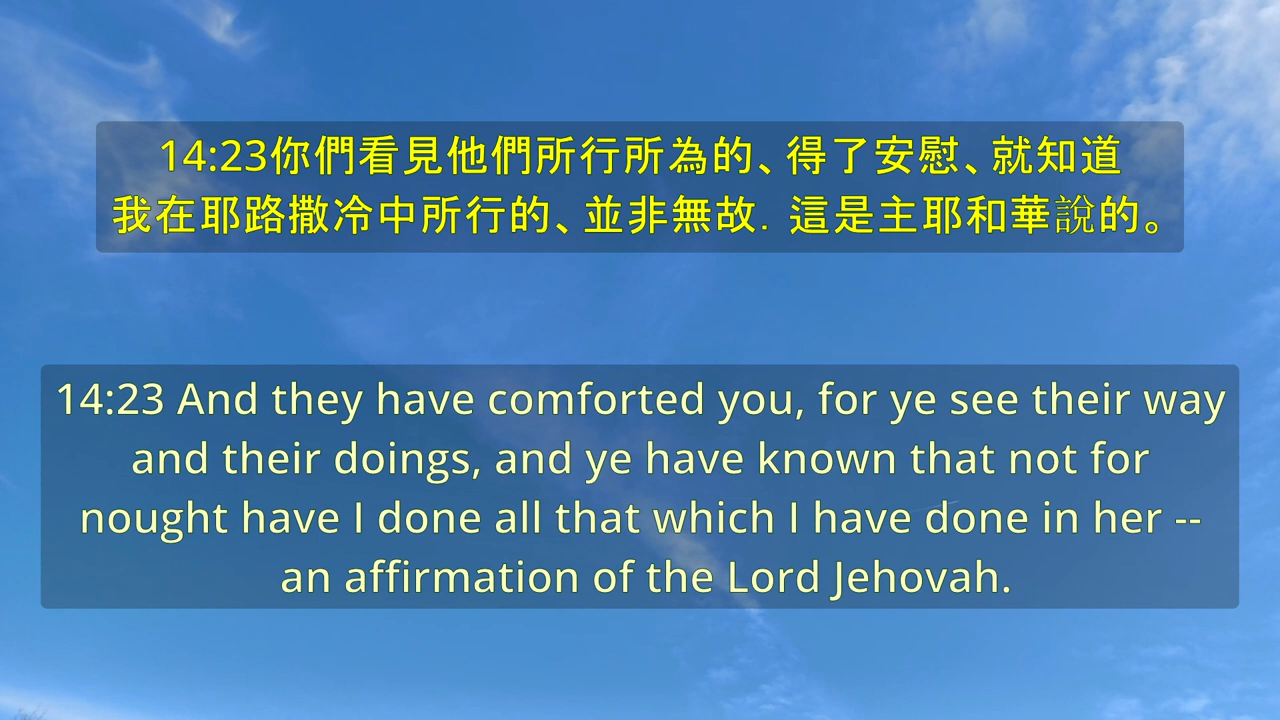 14:23你們看見他們所行所為的、得了安慰、就知道
我在耶路撒冷中所行的、並非無故．這是主耶和華說的。
14:23 And they have comforted you, for ye see their way
and their doings, and ye have known that not for
nought have I done all that which I have done in her --
an affirmation of the Lord Jehovah.